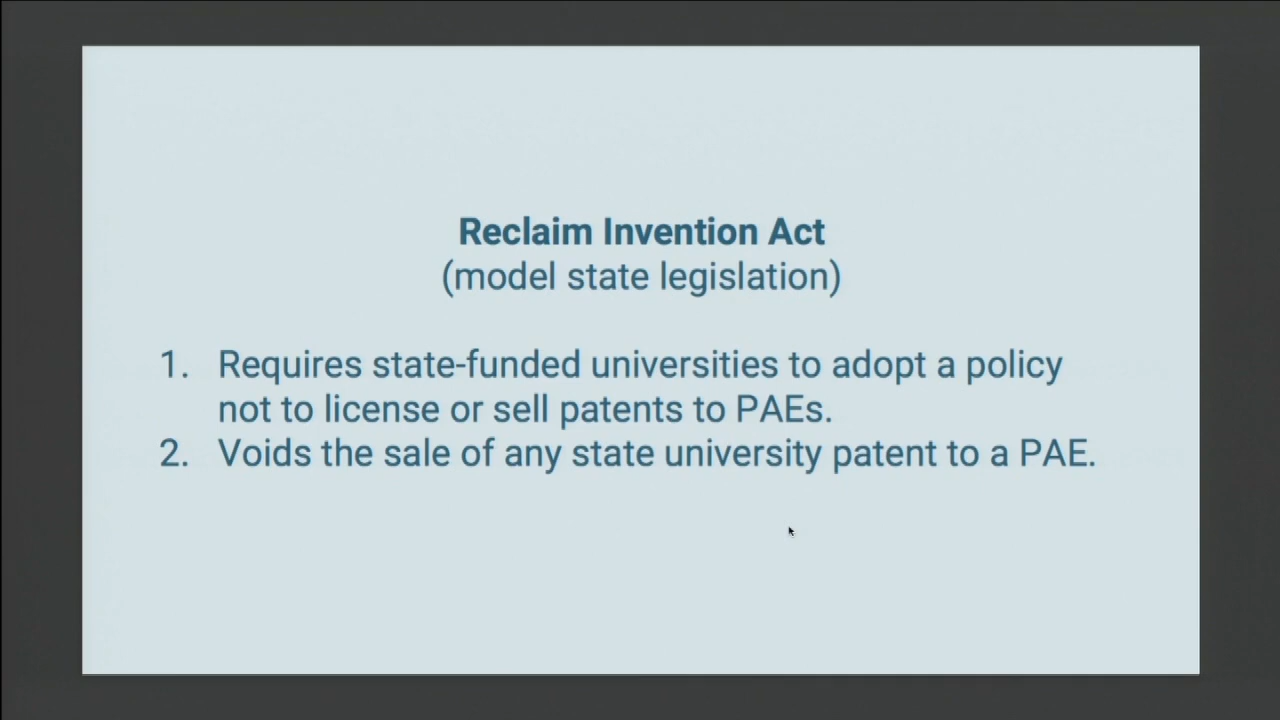 Reclaim Invention Act
(model state legislation)
1. Requires state-funded universities to adopt a policy
not to license or sell patents to PAEs.
2. Voids the sale of any state university patent to a PAE.